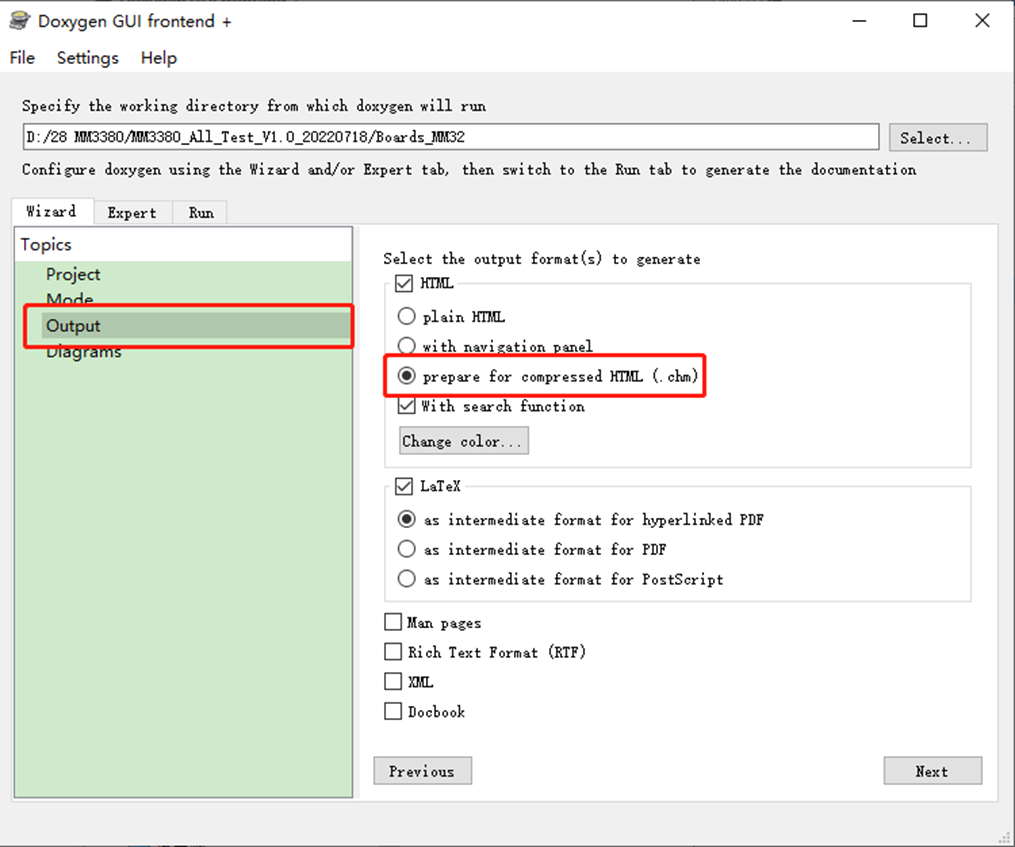 Doxygen GUI frontend +
File Settings Help
Specify the working directory from which doxygen will run
D:/28 MM3380/MM3380_All_Test_V1.0_20220718/Boards_MM32
Select...
Configure doxygen using the Wizard and/or Expert tab, then switch to the Run tab to generate the documentation
Wizard Expert Run
Topics
Project
Mode
Output
Diagrams
Select the output format(s) to generate
HTML
plain HTML
with navigation panel
prepare for compressed HTML (.chm)
With search function
Change color...
LaTeX
as intermediate format for hyperlinked PDF
as intermediate format for PDF
as intermediate format for PostScript
Man pages
Rich Text Format (RTF)
XML
Docbook
Previous
Next